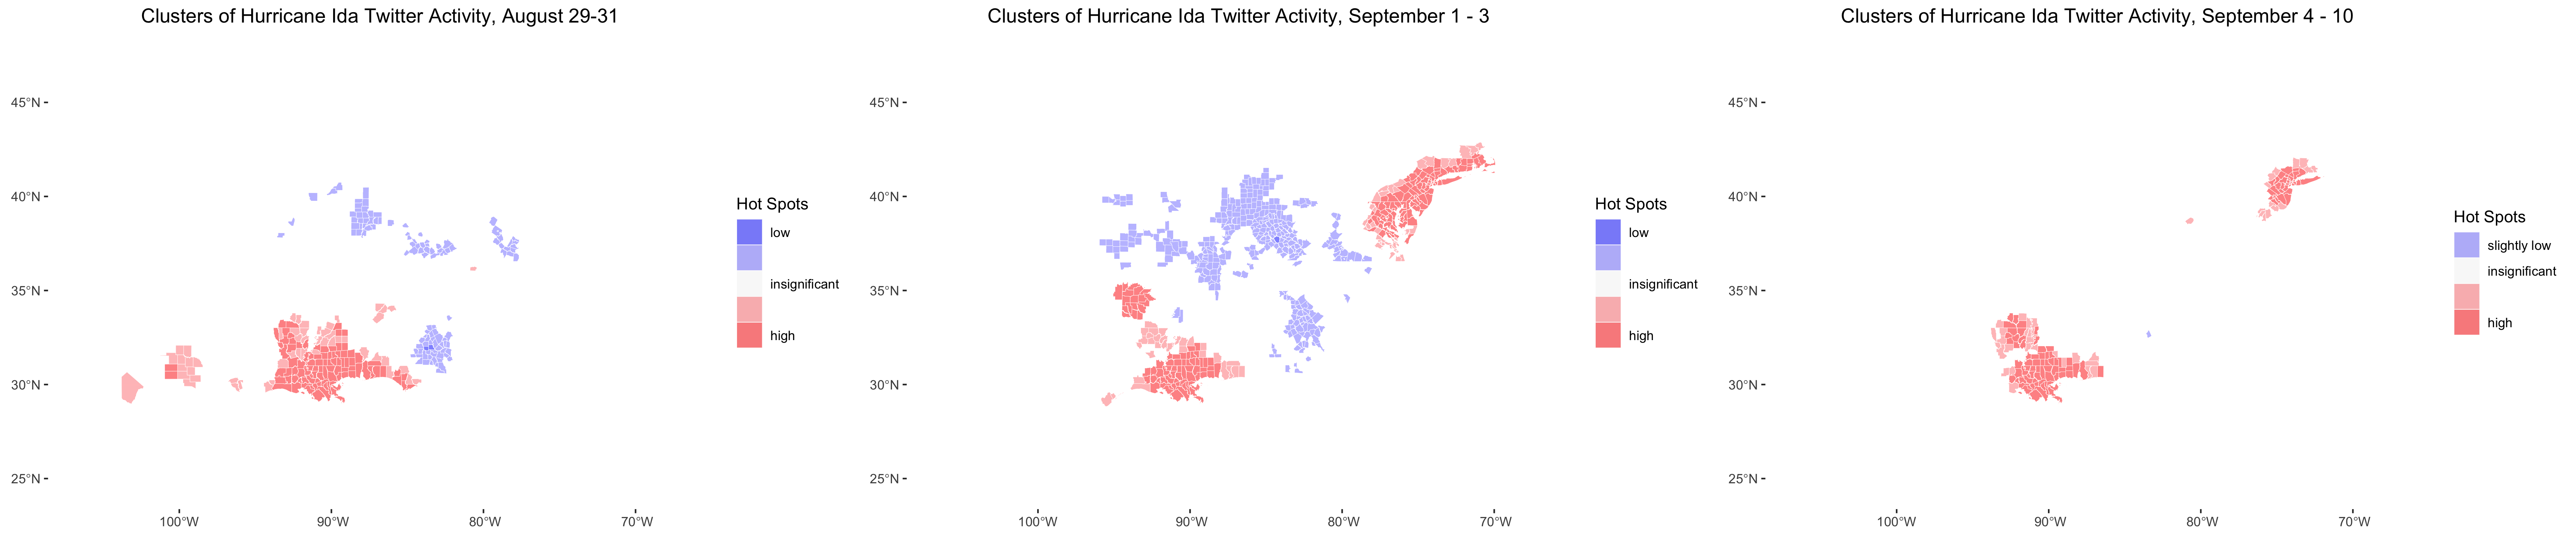 Clusters of Hurricane Ida Twitter Activity, August 29-31
45°N
40°N
35°N
30°N
25°N
100°W
90°W
80°W
70°W
Hot Spots
low
insignificant
high
Clusters of Hurricane Ida Twitter Activity, September 1 - 3
45°N
40°N
35°N
30°N
25°N
100°W
90°W
80°W
70°W
Hot Spots
low
insignificant
high
Clusters of Hurricane Ida Twitter Activity, September 4 - 10
45°N
40°N
35°N
30°N
25°N
100°W
90°W
80°W
70°W
Hot Spots
slightly low
insignificant
high